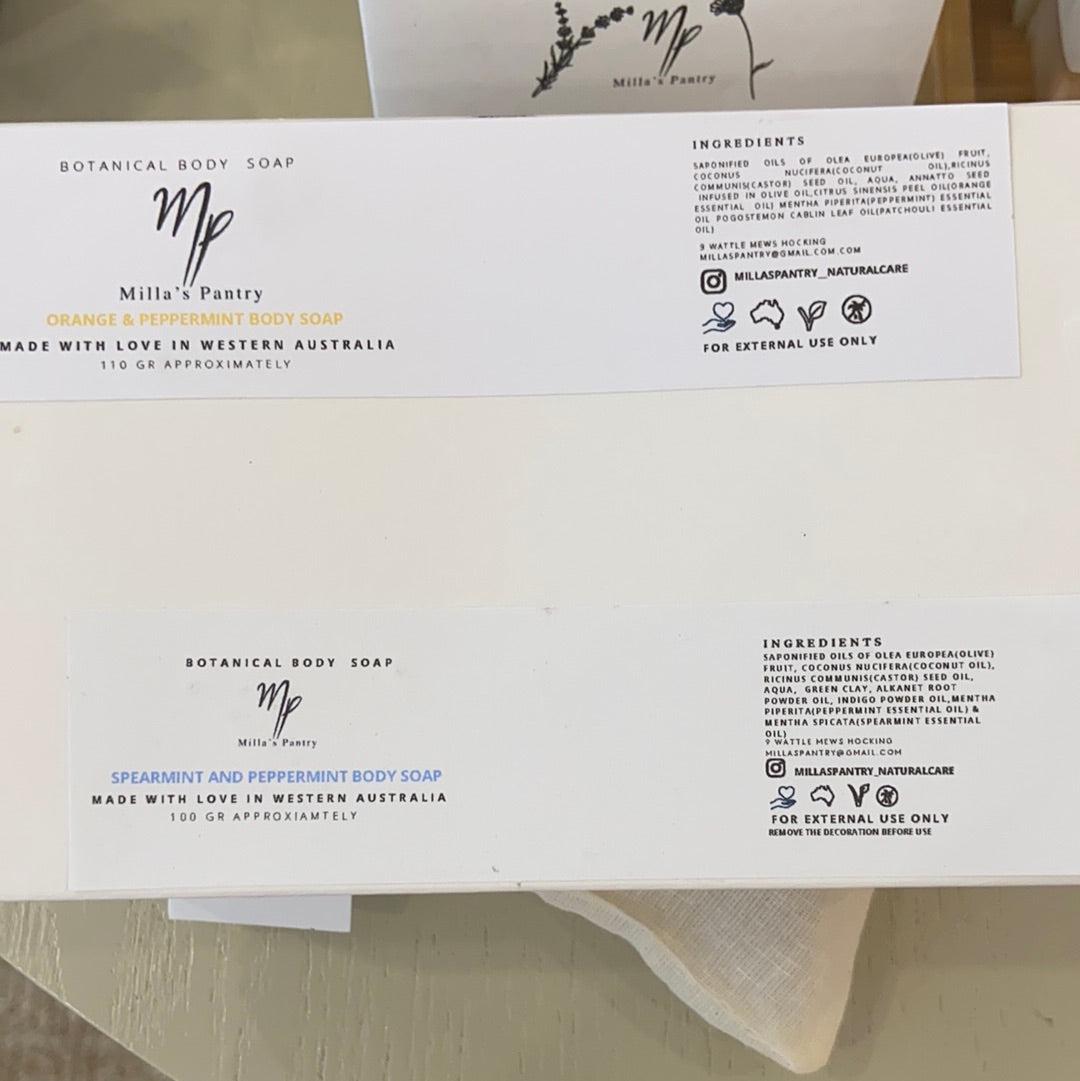 Mp
Milla's Pantry
BOTANICAL BODY SOAP
Mp
Milla's Pantry
ORANGE & PEPPERMINT BODY SOAP
MADE WITH LOVE IN WESTERN AUSTRALIA
110 GR APPROXIMATELY
INGREDIENTS
SAPONIFIED OILS OF OLEA EUROPEA(OLIVE) FRUIT,
COCONUS NUCIFERA(COCONUT OIL),RICINUS
COMMUNIS(CASTOR) SEED OIL, AQUA, ANNATTO SEED
INFUSED IN OLIVE OIL,CITRUS SINENSIS PEEL OIL(ORANGE
ESSENTIAL OIL) MENTHA PIPERITA(PEPPERMINT) ESSENTIAL
OIL POGOSTEMON CABLIN LEAF OIL(PATCHOULI ESSENTIAL
OIL)
9 WATTLE MEWS HOCKING
MILLASPANTRY@GMAIL.COM.COM
MILLASPANTRY_NATURALCARE
FOR EXTERNAL USE ONLY
BOTANICAL BODY SOAP
Mp
Milla's Pantry
SPEARMINT AND PEPPERMINT BODY SOAP
MADE WITH LOVE IN WESTERN AUSTRALIA
100 GR APPROXIAMTELY
INGREDIENTS
SAPONIFIED OILS OF OLEA EUROPEA(OLIVE)
FRUIT, COCONUS NUCIFERA(COCONUT OIL),
RICINUS COMMUNIS(CASTOR) SEED OIL,
AQUA, GREEN CLAY, ALKANET ROOT
POWDER OIL, INDIGO POWDER OIL,MENTHA
PIPERITA(PEPPERMINT ESSENTIAL OIL) &
MENTHA SPICATA(SPEARMINT ESSENTIAL
OIL)
9 WATTLE MEWS HOCKING
MILLASPANTRY@GMAIL.COM
MILLASPANTRY_NATURALCARE
FOR EXTERNAL USE ONLY
REMOVE THE DECORATION BEFORE USE